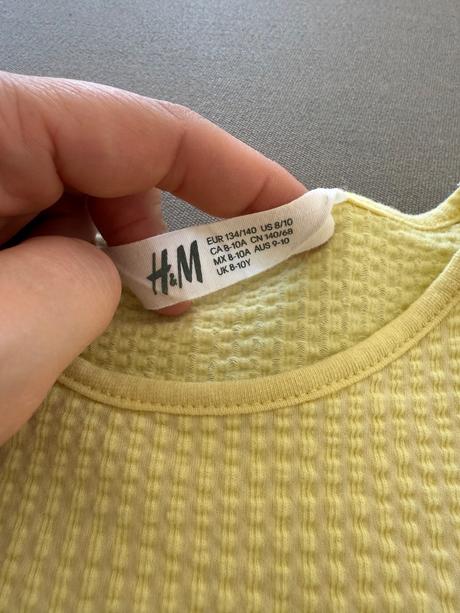 H&M
EUR 134/140 US 8/10
CA 8-10A CN 140/68
MX 8-10A AUS 9-10
UK 8-10Y